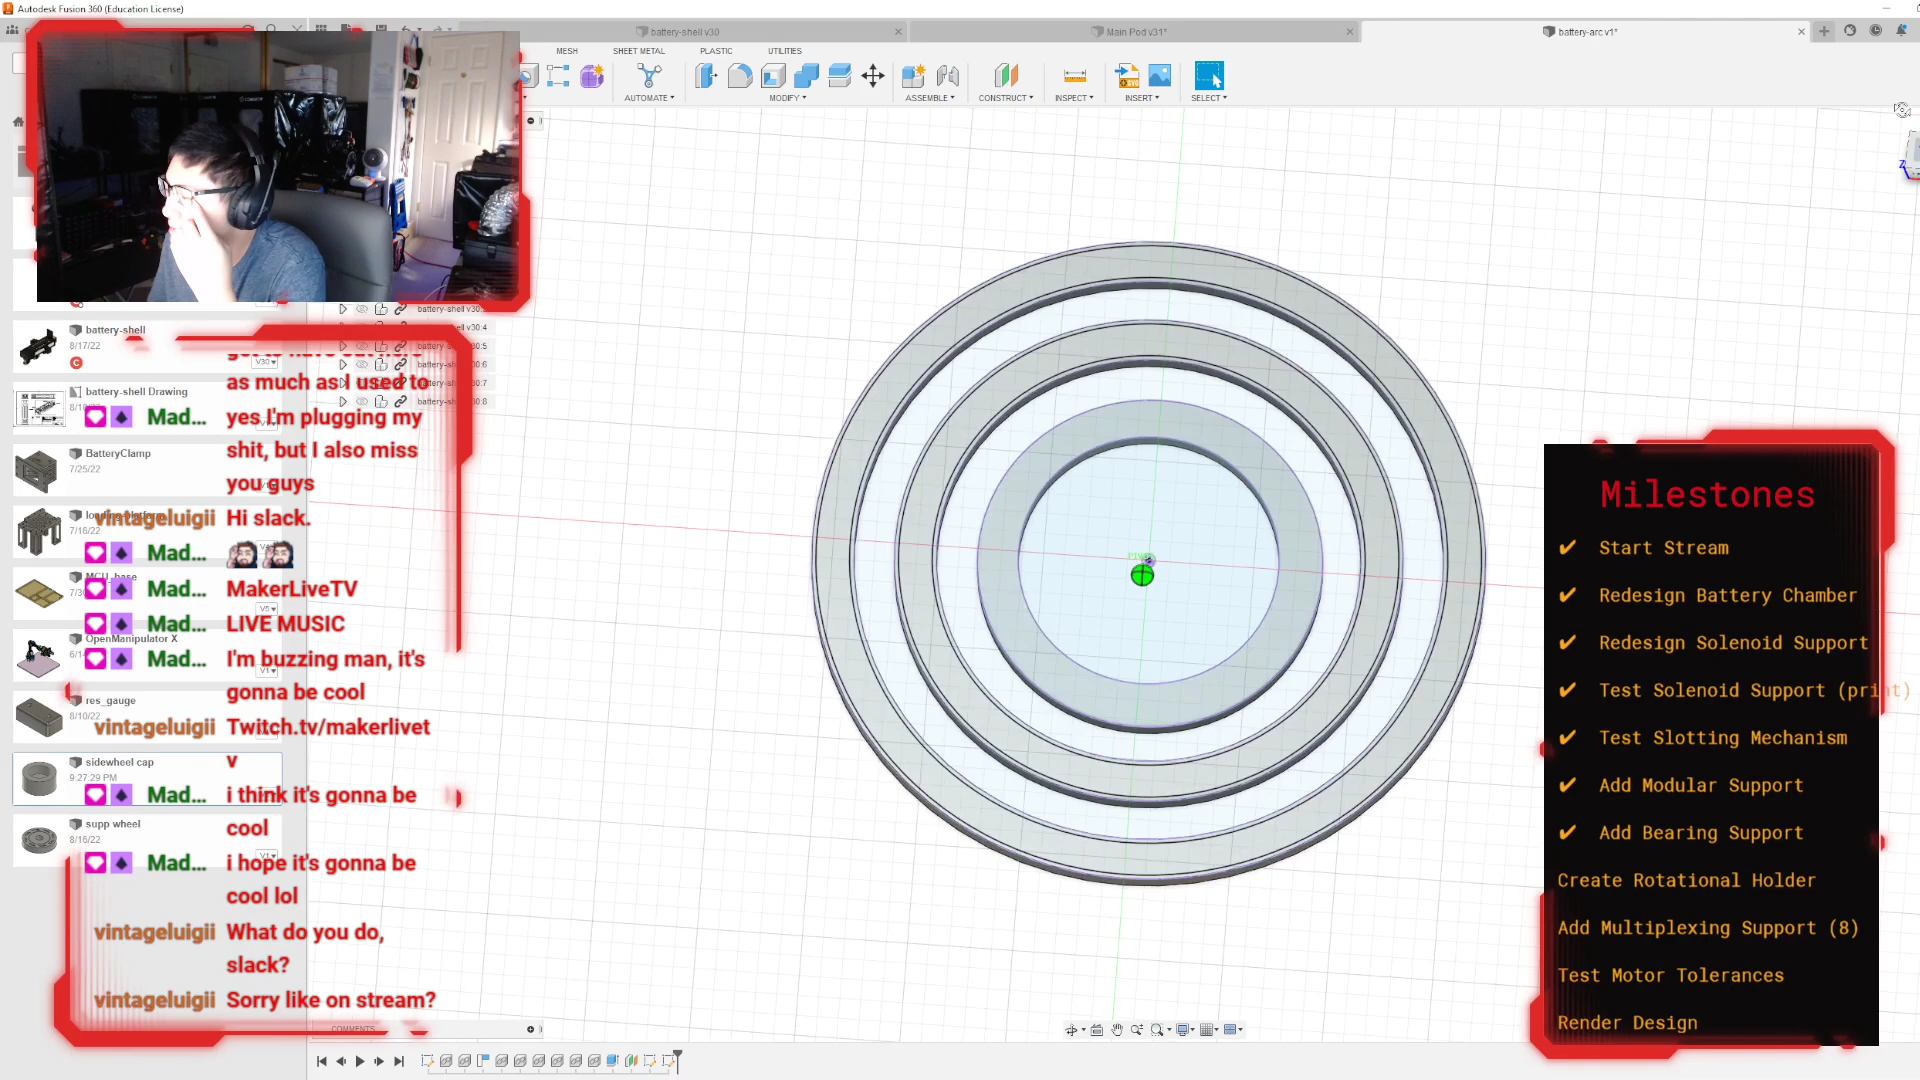 Autodesk Fusion 360 (Education License)
battery-shell v30
Main Pod v31*
battery-arc v1*
MESH
SHEET METAL
PLASTIC
UTILITIES
AUTOMATE
MODIFY
ASSEMBLE
CONSTRUCT
INSPECT
INSERT
SELECT
battery-shell
8/17/22
V30
battery-shell Drawing
BatteryClamp
7/25/22
7/16/22
MCU_base
V5
OpenManipulator X
V1
res_gauge
8/10/22
sidewheel cap
9:27:29 PM
supp wheel
8/16/22
V1
as much as I used to
Mad... yes I'm plugging my
shit, but I also miss
you guys
vintageluigii Hi slack.
Mad...
Mad... MakerLiveTV
Mad... LIVE MUSIC
Mad... I'm buzzing man, it's
gonna be cool
vintageluigii Twitch.tv/makerlivet
v
Mad... i think it's gonna be
cool
Mad... i hope it's gonna be
cool lol
vintageluigii What do you do,
slack?
vintageluigii Sorry like on stream?
COMMENTS
Z
Milestones
✔ Start Stream
✔ Redesign Battery Chamber
✔ Redesign Solenoid Support
✔ Test Solenoid Support (print)
✔ Test Slotting Mechanism
✔ Add Modular Support
✔ Add Bearing Support
Create Rotational Holder
Add Multiplexing Support (8)
Test Motor Tolerances
Render Design